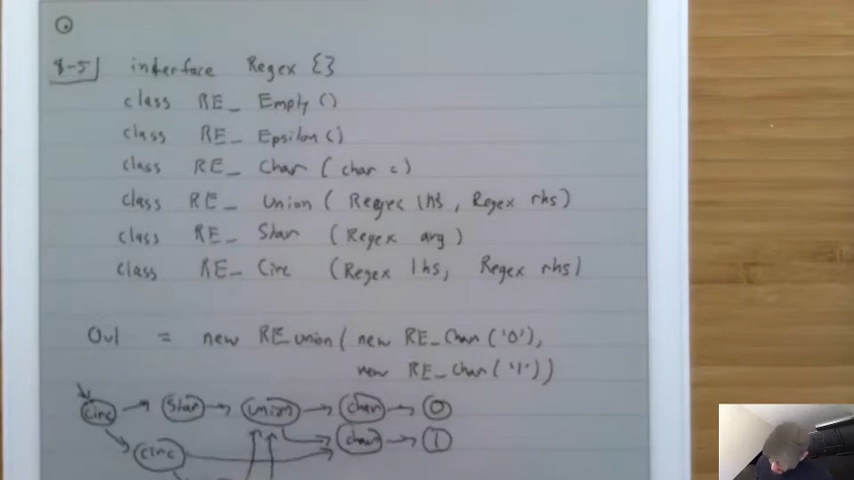 8-5 interface Regex {}
class RE_ Empty ()
class RE_ Epsilon ()
class RE_ Char ( char c )
class RE_ Union ( Regex lhs , Regex rhs )
class RE_ Star ( Regex arg )
class RE_ Circ ( Regex lhs, Regex rhs )
Ou1 = new RE_union ( new RE_Char ('0'),
new RE_Char ('1') )
circ star union char 0
char 1
circ